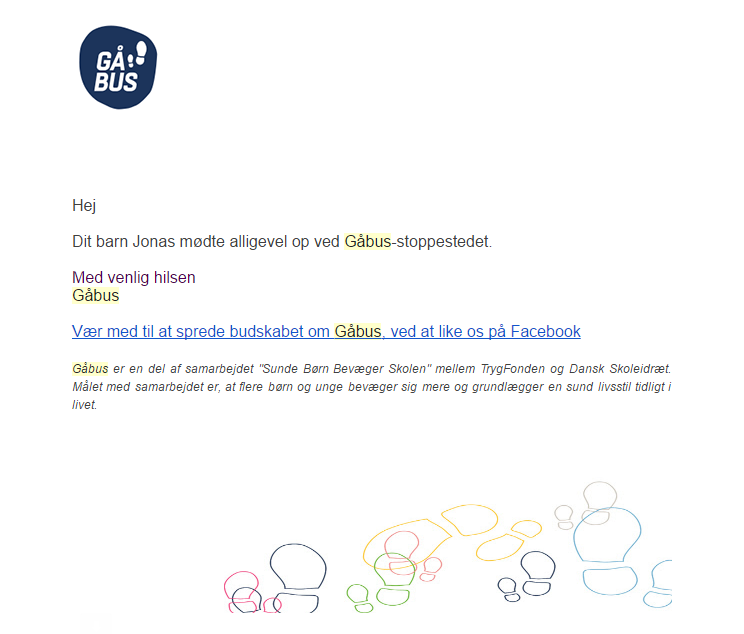 GÅ
BUS
Hej
Dit barn Jonas mødte alligevel op ved Gåbus-stoppestedet.
Med venlig hilsen
Gåbus
Vær med til at sprede budskabet om Gåbus, ved at like os på Facebook
Gåbus er en del af samarbejdet "Sunde Børn Bevæger Skolen" mellem TrygFonden og Dansk Skoleidræt.
Målet med samarbejdet er, at flere børn og unge bevæger sig mere og grundlægger en sund livsstil tidligt i
livet.